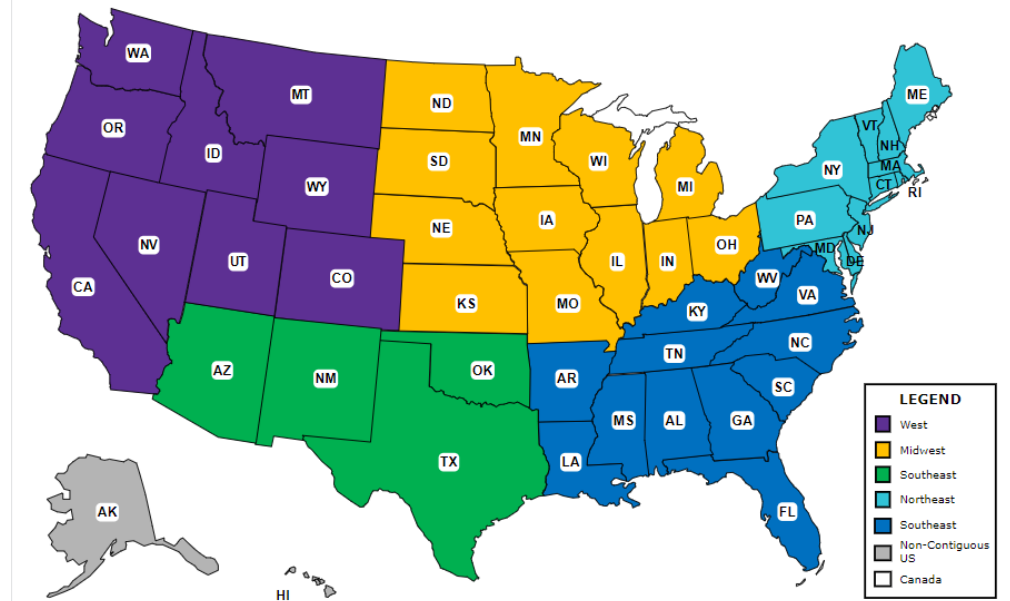 WA
MT
ND
ME
OR
MN
VT
NH
ID
SD
WI
MA
NY
WY
MI
CT
RI
IA
PA
NE
NJ
NV
OH
MD
UT
IL
IN
DE
CO
WV
CA
VA
KS
MO
KY
NC
TN
AZ
OK
NM
AR
SC
MS
AL
GA
TX
LA
AK
FL
HI
LEGEND
West
Midwest
Southeast
Northeast
Southeast
Non-Contiguous
US
Canada